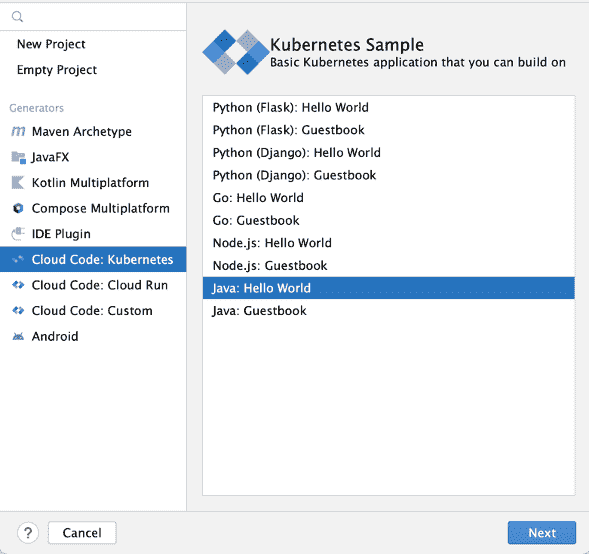 New Project
Empty Project
Generators
Maven Archetype
JavaFX
Kotlin Multiplatform
Compose Multiplatform
IDE Plugin
Cloud Code: Kubernetes
Cloud Code: Cloud Run
Cloud Code: Custom
Android
Kubernetes Sample
Basic Kubernetes application that you can build on
Python (Flask): Hello World
Python (Flask): Guestbook
Python (Django): Hello World
Python (Django): Guestbook
Go: Hello World
Go: Guestbook
Node.js: Hello World
Node.js: Guestbook
Java: Hello World
Java: Guestbook
?
Cancel
Next